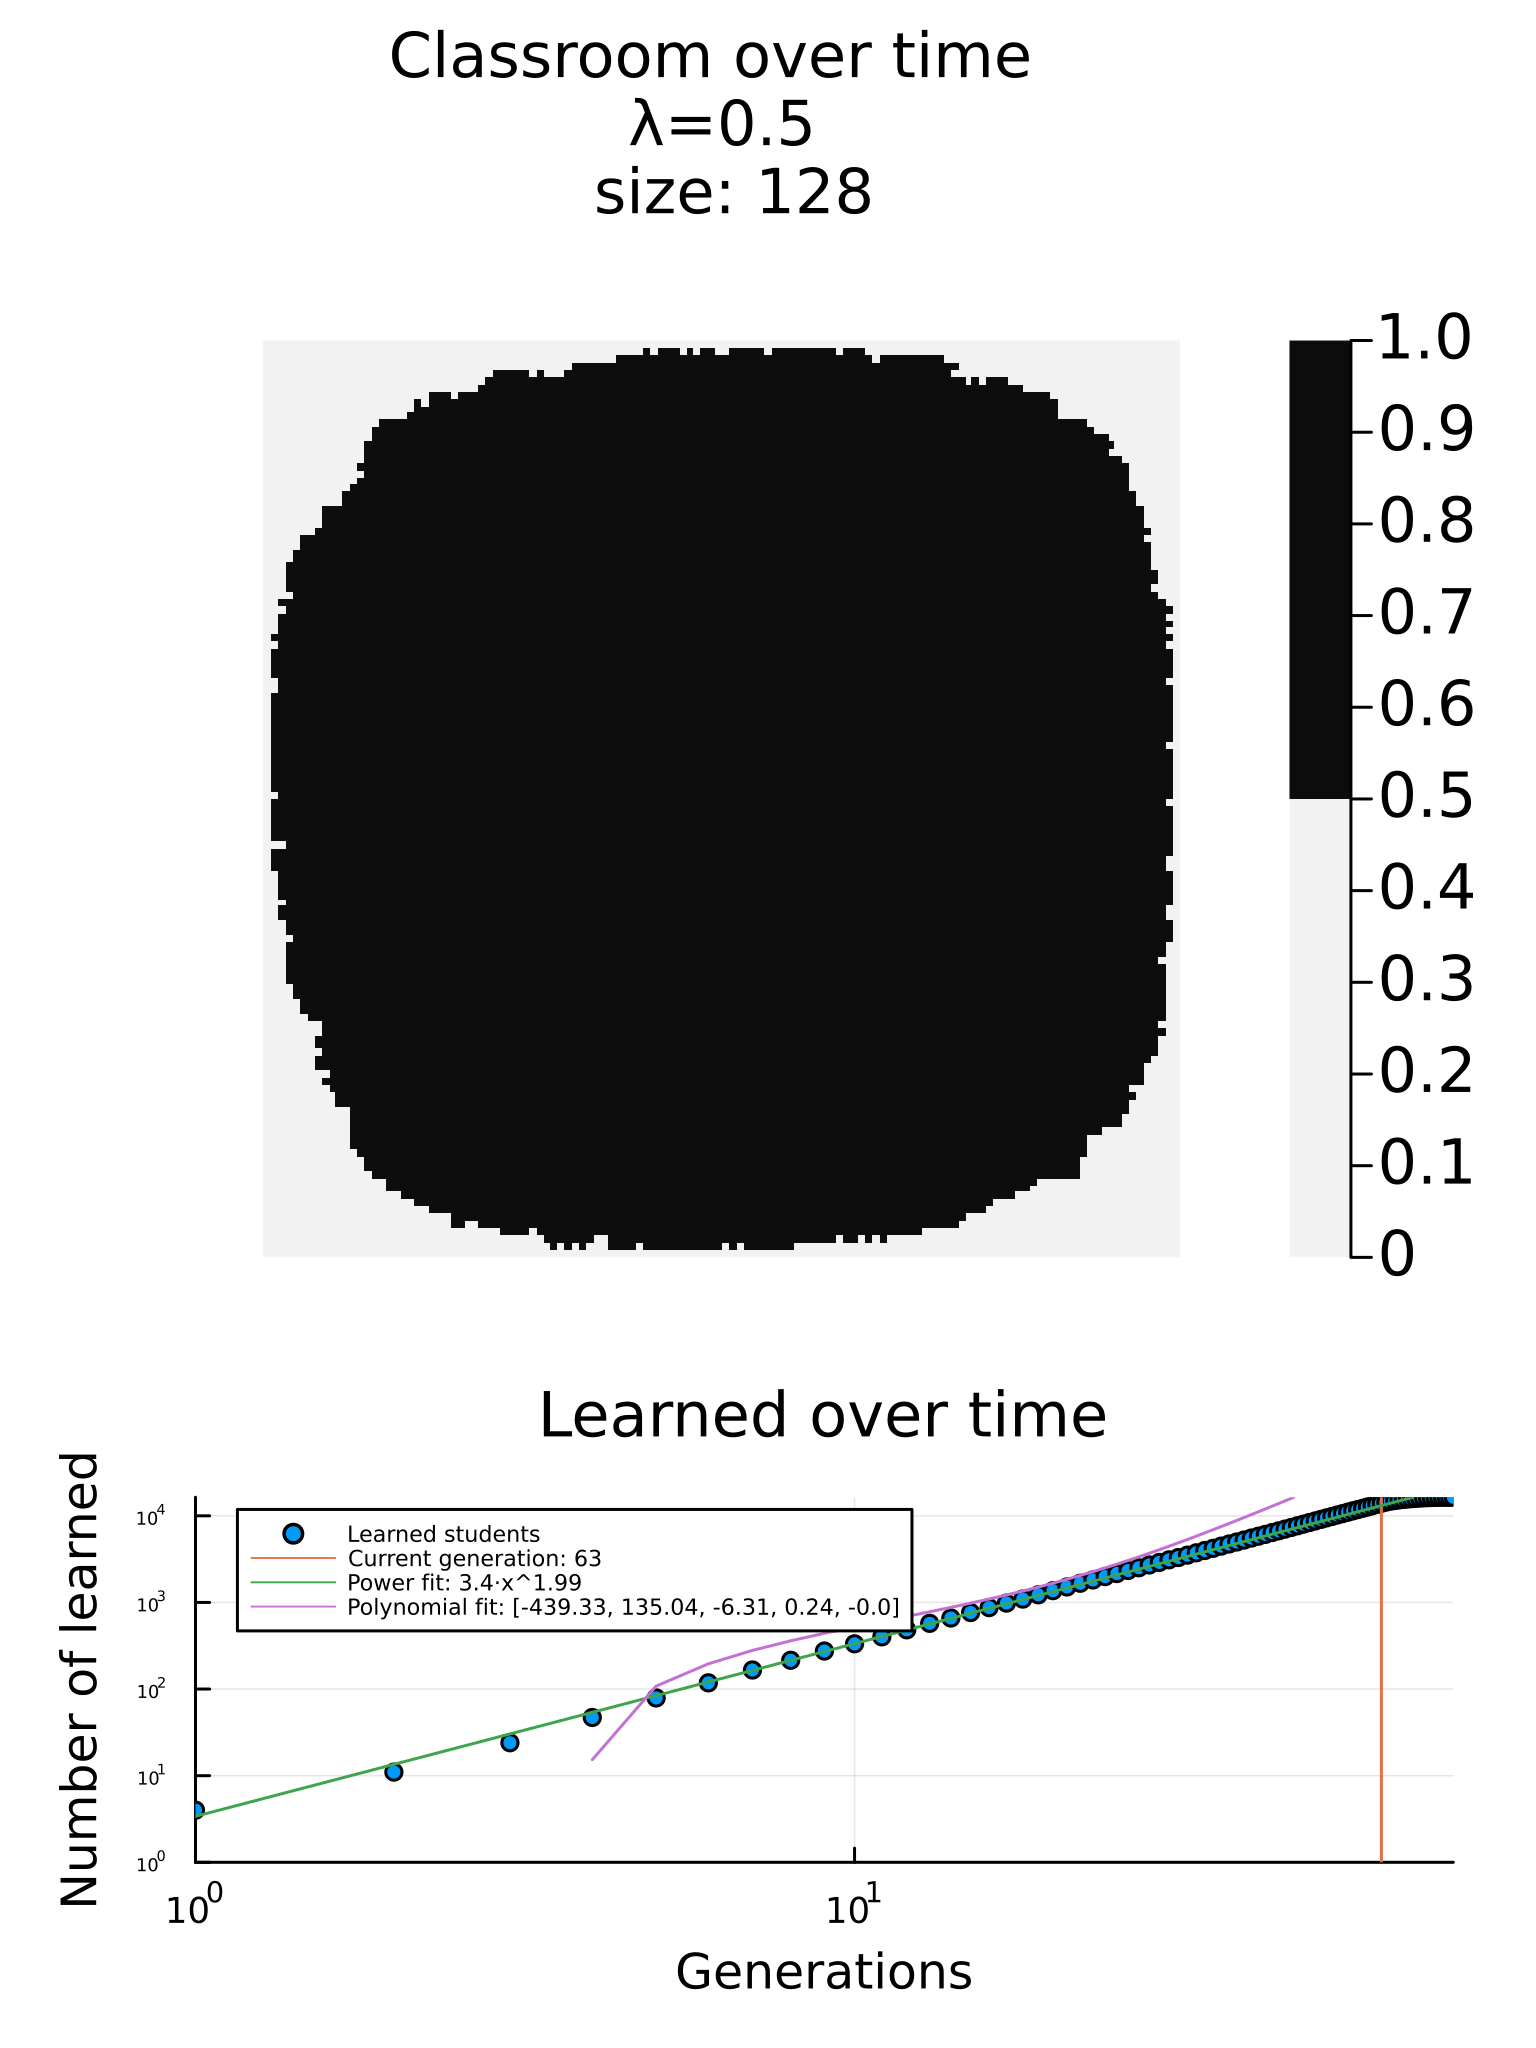 Classroom over time
λ=0.5
size: 128
1.0
0.9
0.8
0.7
0.6
0.5
0.4
0.3
0.2
0.1
0
Learned over time
Number of learned
10^4
10^3
10^2
10^1
10^0
Learned students
Current generation: 63
Power fit: 3.4·x^1.99
Polynomial fit: [-439.33, 135.04, -6.31, 0.24, -0.0]
10^0
10^1
Generations